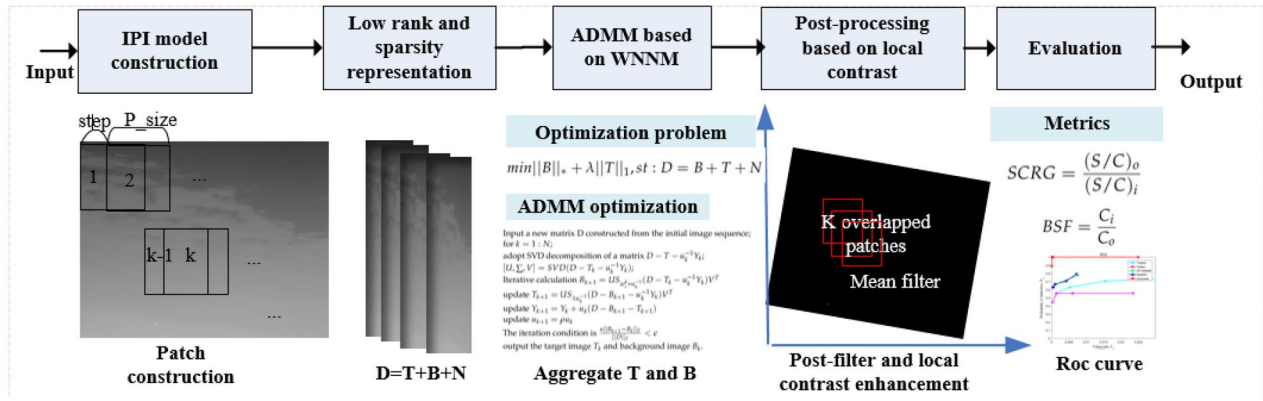 Input
IPI model
construction
Low rank and
sparsity
representation
ADMM based
on WNNM
Post-processing
based on local
contrast
Evaluation
Output
step P_size
1 2 ...
k-1 k ...
...
Patch
construction
D=T+B+N
Optimization problem
min||B||* + λ||T||1, st : D = B + T + N
ADMM optimization
Input a new matrix D constructed from the initial image sequence;
for k = 1 : N;
adopt SVD decomposition of a matrix D − T − u_k^{-1}Y_k;
[U, Σ, V] = SVD(D − T_k − u_k^{-1}Y_k);
Iterative calculation B_{k+1} = US (D − T_k − u_k^{-1}Y_k)V^T
update T_{k+1} = US (D − B_{k+1} − u_k^{-1}Y_k)V^T
update Y_{k+1} = Y_k + u_k(D − B_{k+1} − T_{k+1})
update u_{k+1} = ρu_k
The iteration condition is < ϵ
output the target image T_k and background image B_k.
Aggregate T and B
K overlapped
patches
Mean filter
Post-filter and local
contrast enhancement
Metrics
SCRG = (S/C)_o / (S/C)_i
BSF = C_i / C_o
Roc curve